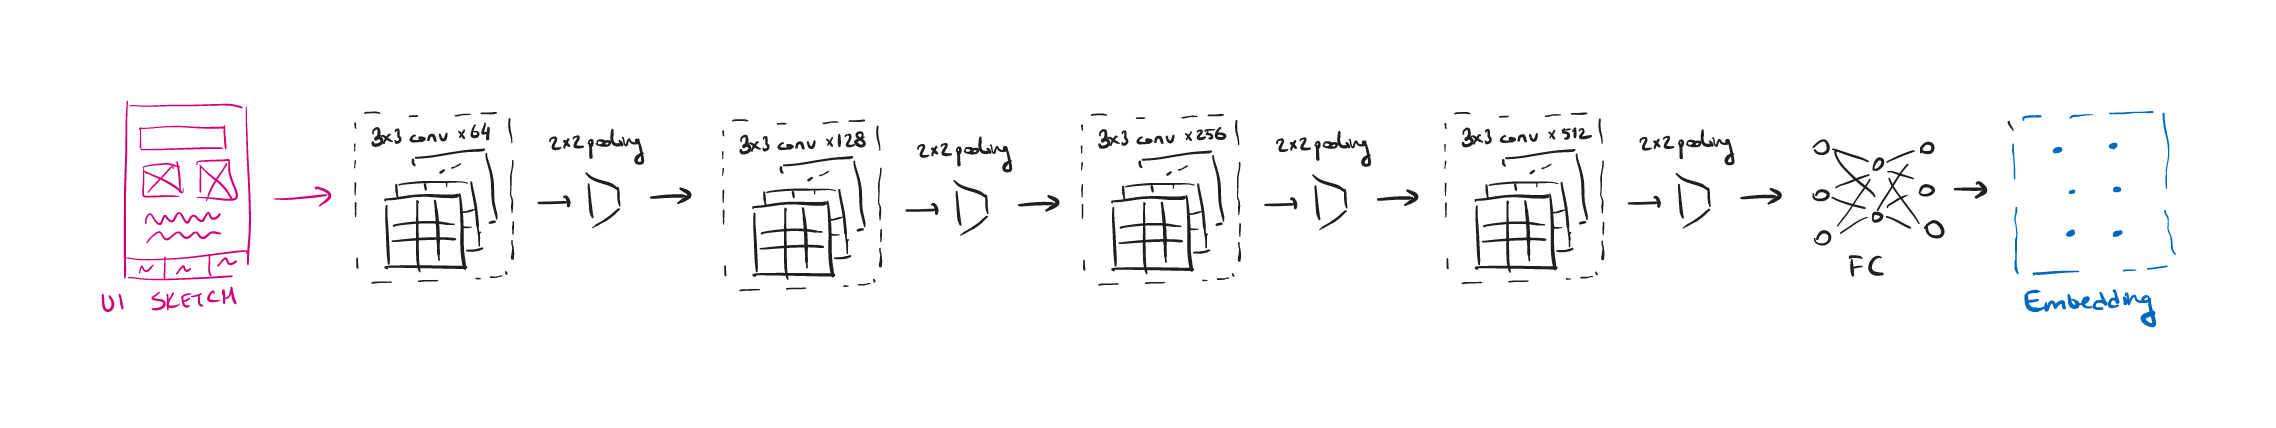 UI SKETCH
3x3 conv x64
2x2 pooling
3x3 conv x128
2x2 pooling
3x3 conv x256
2x2 pooling
3x3 conv x512
2x2 pooling
FC
Embedding